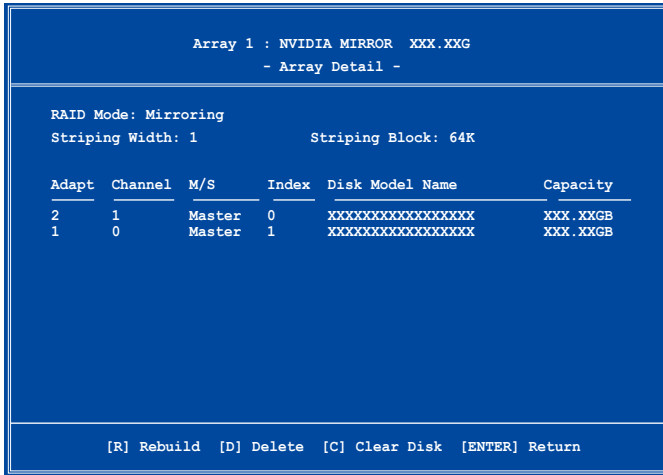 Array 1 : NVIDIA MIRROR XXX.XXG
- Array Detail -
RAID Mode: Mirroring
Striping Width: 1 Striping Block: 64K
Adapt Channel M/S Index Disk Model Name Capacity
2 1 Master 0 XXXXXXXXXXXXXXXXX XXX.XXGB
1 0 Master 1 XXXXXXXXXXXXXXXXX XXX.XXGB
[R] Rebuild [D] Delete [C] Clear Disk [ENTER] Return